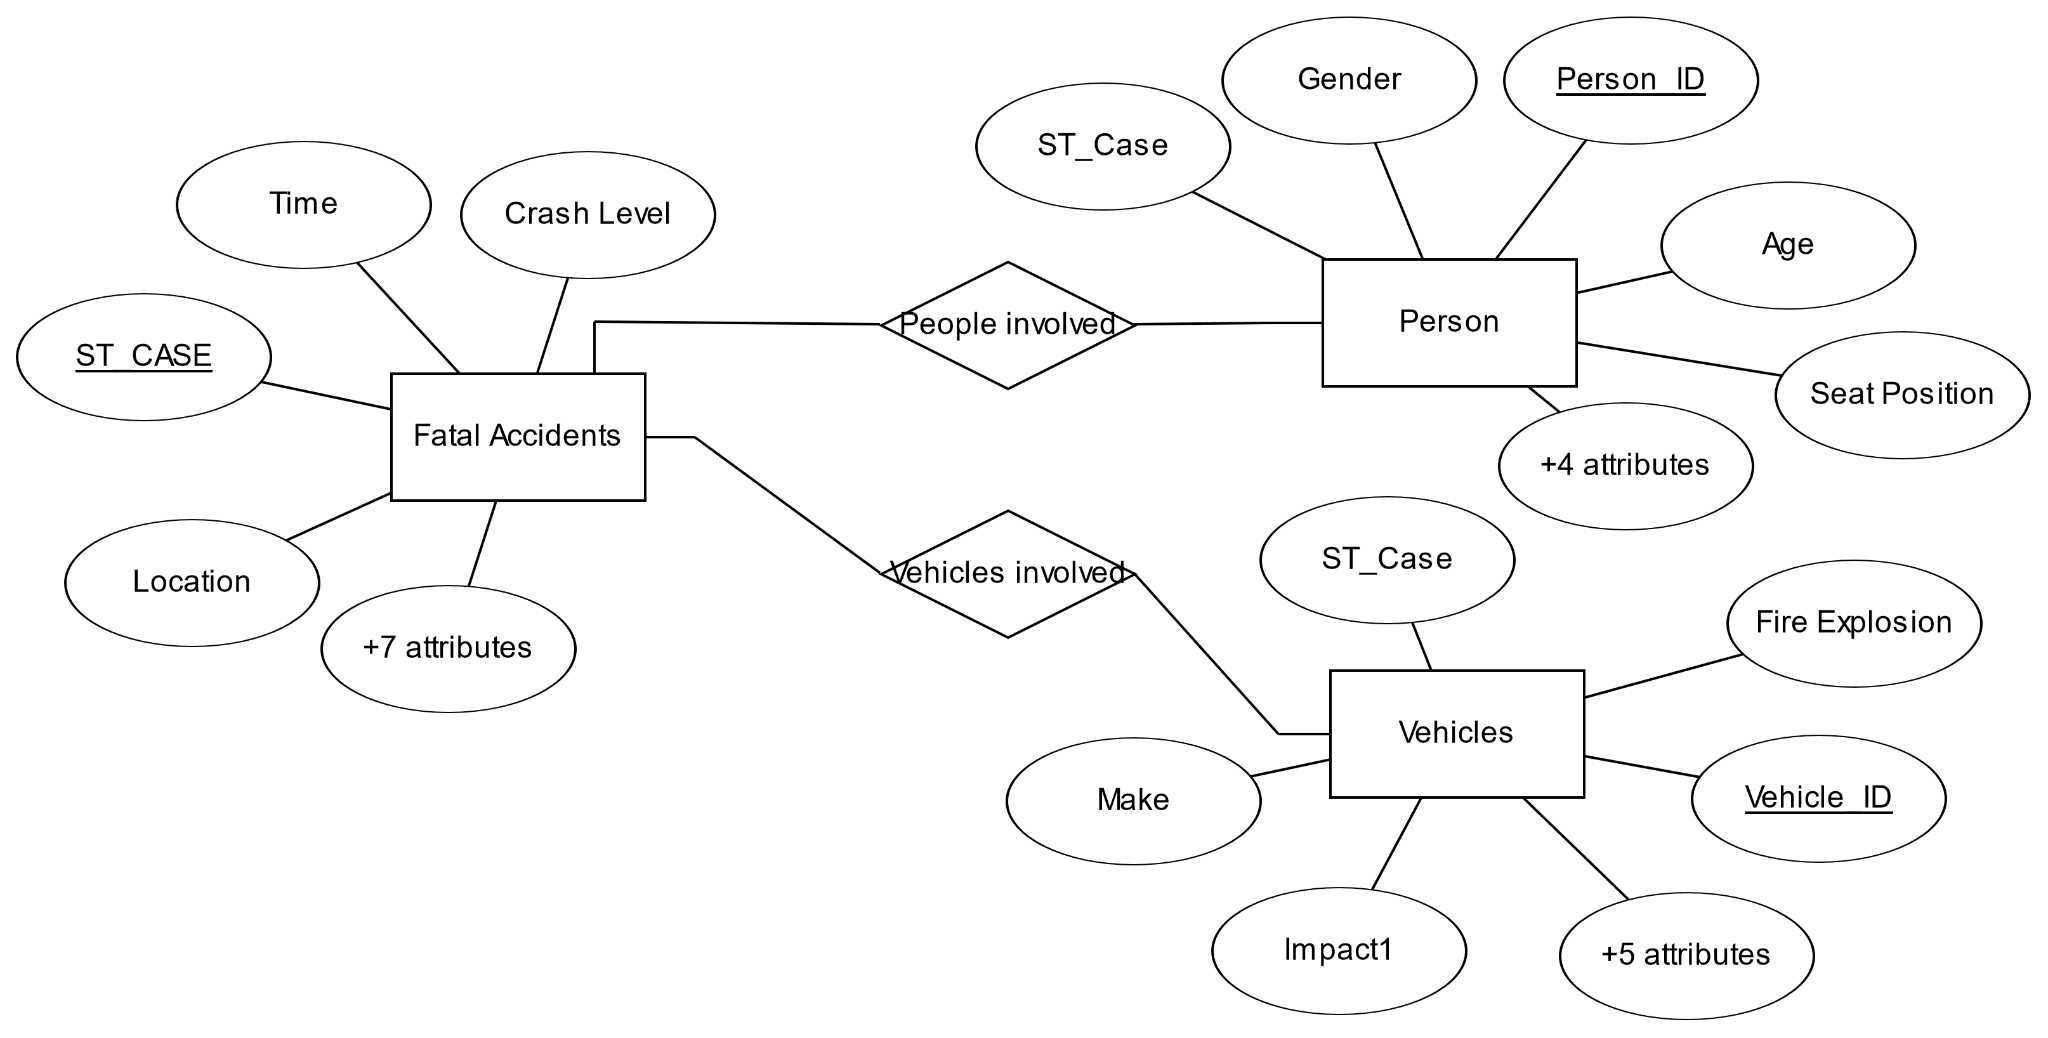 Gender
Person_ID
ST_Case
Time
Crash Level
Age
People involved
Person
ST_CASE
Seat Position
Fatal Accidents
+4 attributes
Vehicles involved
ST_Case
Location
Fire Explosion
+7 attributes
Vehicles
Make
Vehicle_ID
Impact1
+5 attributes